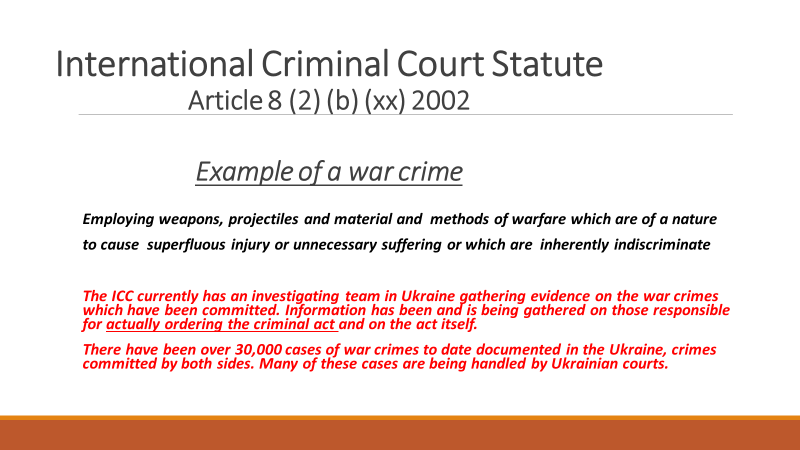 International Criminal Court Statute
Article 8 (2) (b) (xx) 2002
Example of a war crime
Employing weapons, projectiles and material and methods of warfare which are of a nature
to cause superfluous injury or unnecessary suffering or which are inherently indiscriminate
The ICC currently has an investigating team in Ukraine gathering evidence on the war crimes
which have been committed. Information has been and is being gathered on those responsible
for actually ordering the criminal act and on the act itself.
There have been over 30,000 cases of war crimes to date documented in the Ukraine, crimes
committed by both sides. Many of these cases are being handled by Ukrainian courts.